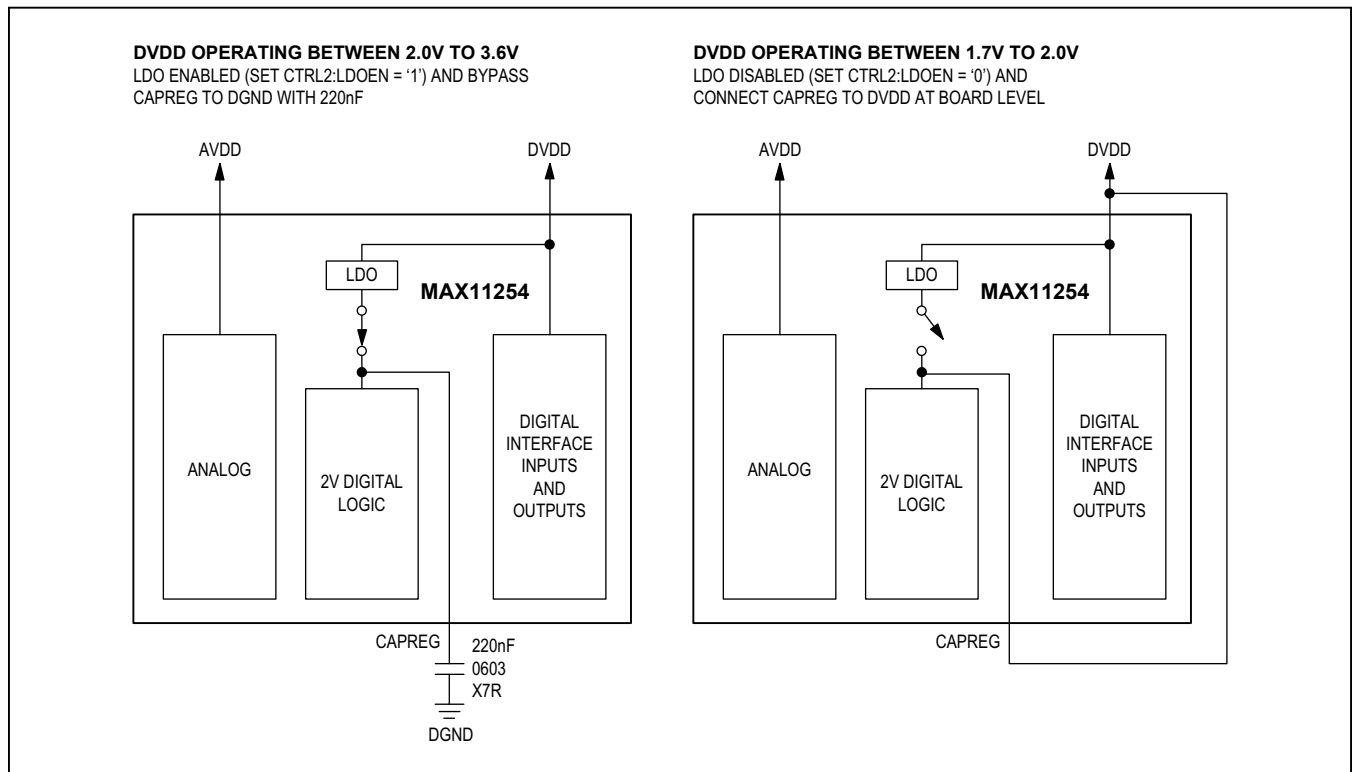 DVDD OPERATING BETWEEN 2.0V TO 3.6V
LDO ENABLED (SET CTRL2:LDOEN = ‘1’) AND BYPASS
CAPREG TO DGND WITH 220nF
AVDD
DVDD
LDO
MAX11254
ANALOG
2V DIGITAL
LOGIC
DIGITAL
INTERFACE
INPUTS
AND
OUTPUTS
CAPREG
220nF
0603
X7R
DGND
DVDD OPERATING BETWEEN 1.7V TO 2.0V
LDO DISABLED (SET CTRL2:LDOEN = ‘0’) AND
CONNECT CAPREG TO DVDD AT BOARD LEVEL
AVDD
DVDD
LDO
MAX11254
ANALOG
2V DIGITAL
LOGIC
DIGITAL
INTERFACE
INPUTS
AND
OUTPUTS
CAPREG